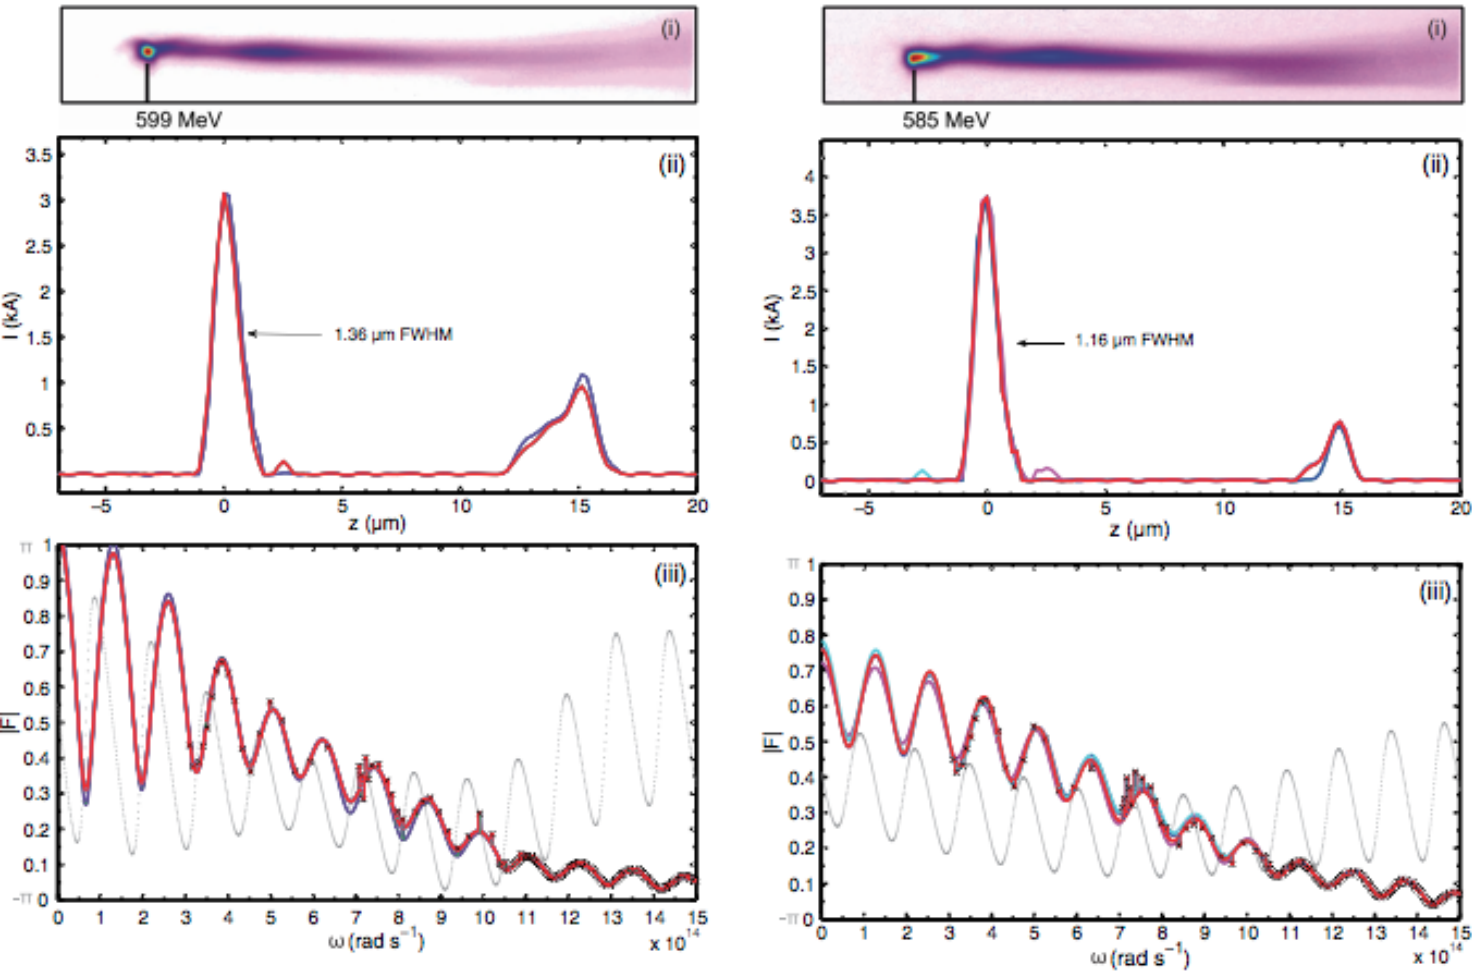 (i)
599 MeV
(i)
585 MeV
3.5
3
2.5
2
1.5
1
0.5
0
I (kA)
(ii)
1.36 µm FWHM
−5
0
5
10
15
20
z (µm)
4
3.5
3
2.5
2
1.5
1
0.5
0
I (kA)
(ii)
1.16 µm FWHM
−5
0
5
10
15
20
z (µm)
π
1
0.9
0.8
0.7
0.6
0.5
0.4
0.3
0.2
0.1
0
−π
|F|
(iii)
0 1 2 3 4 5 6 7 8 9 10 11 12 13 14 15
ω (rad s⁻¹)
x 10¹⁴
π
1
0.9
0.8
0.7
0.6
0.5
0.4
0.3
0.2
0.1
0
−π
|F|
(iii)
0 1 2 3 4 5 6 7 8 9 10 11 12 13 14 15
ω (rad s⁻¹)
x 10¹⁴